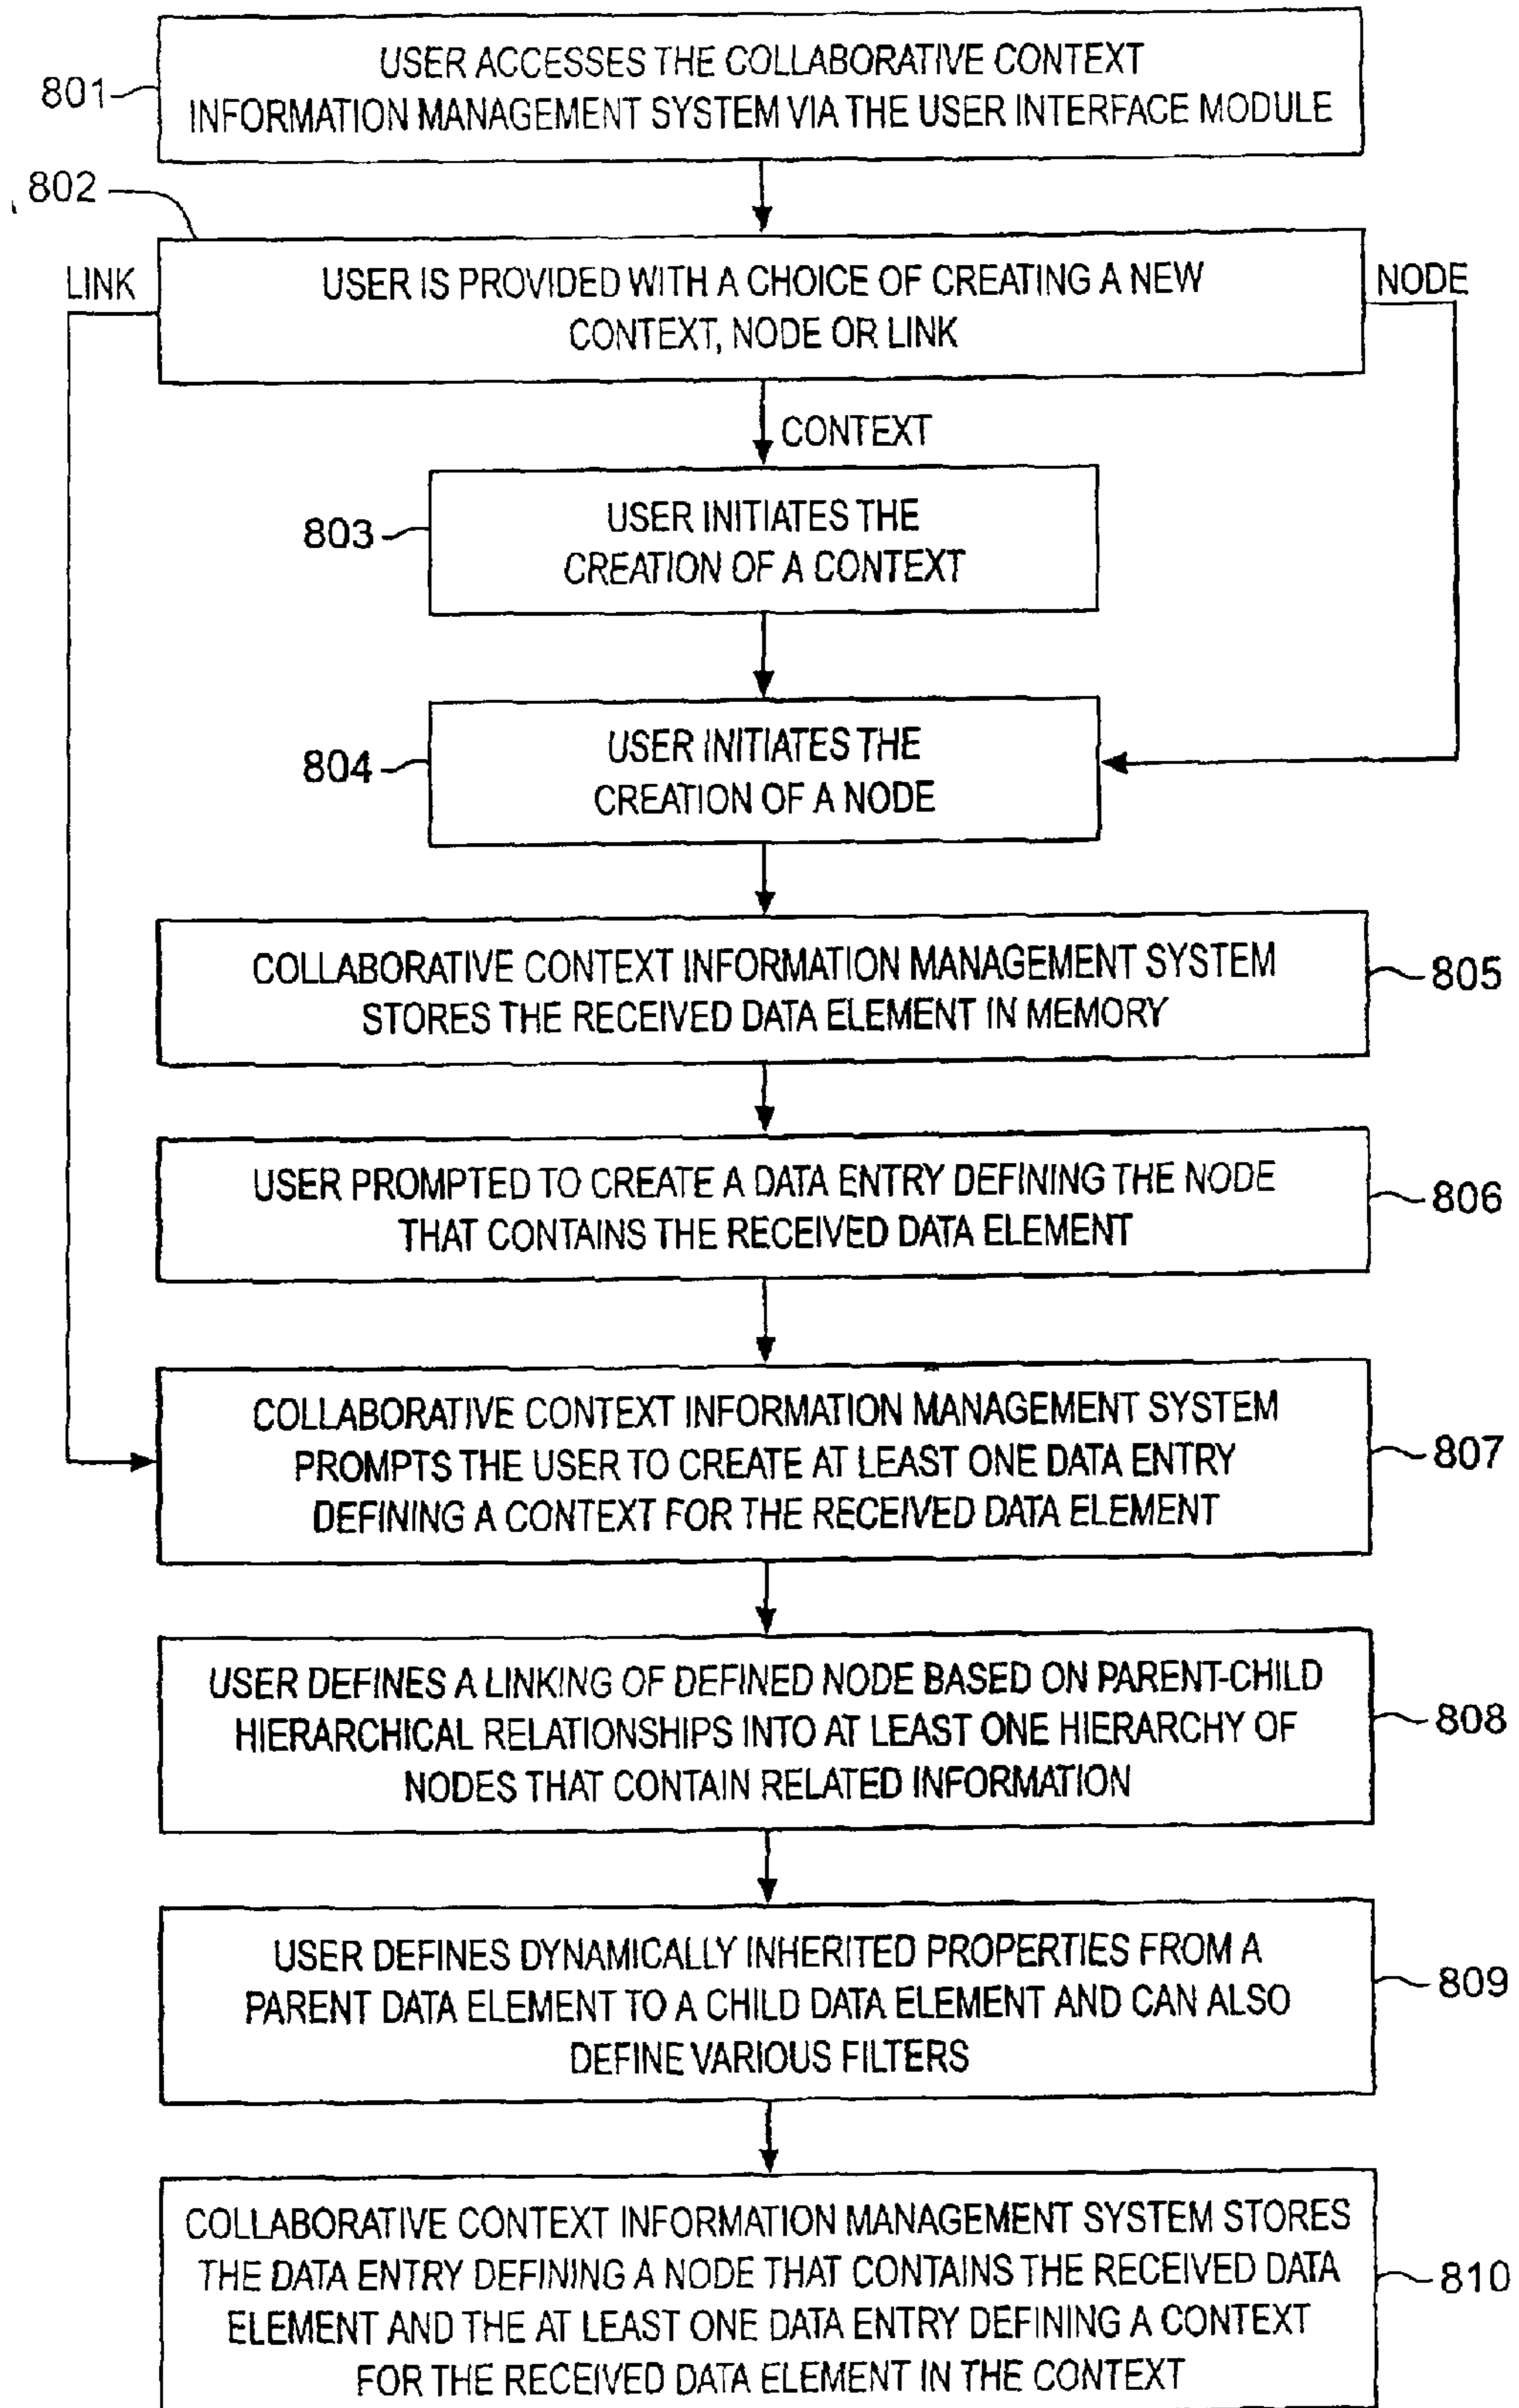 801
USER ACCESSES THE COLLABORATIVE CONTEXT
INFORMATION MANAGEMENT SYSTEM VIA THE USER INTERFACE MODULE
802
LINK
USER IS PROVIDED WITH A CHOICE OF CREATING A NEW
CONTEXT, NODE OR LINK
NODE
CONTEXT
803
USER INITIATES THE
CREATION OF A CONTEXT
804
USER INITIATES THE
CREATION OF A NODE
COLLABORATIVE CONTEXT INFORMATION MANAGEMENT SYSTEM
STORES THE RECEIVED DATA ELEMENT IN MEMORY
805
USER PROMPTED TO CREATE A DATA ENTRY DEFINING THE NODE
THAT CONTAINS THE RECEIVED DATA ELEMENT
806
COLLABORATIVE CONTEXT INFORMATION MANAGEMENT SYSTEM
PROMPTS THE USER TO CREATE AT LEAST ONE DATA ENTRY
DEFINING A CONTEXT FOR THE RECEIVED DATA ELEMENT
807
USER DEFINES A LINKING OF DEFINED NODE BASED ON PARENT-CHILD
HIERARCHICAL RELATIONSHIPS INTO AT LEAST ONE HIERARCHY OF
NODES THAT CONTAIN RELATED INFORMATION
808
USER DEFINES DYNAMICALLY INHERITED PROPERTIES FROM A
PARENT DATA ELEMENT TO A CHILD DATA ELEMENT AND CAN ALSO
DEFINE VARIOUS FILTERS
809
COLLABORATIVE CONTEXT INFORMATION MANAGEMENT SYSTEM STORES
THE DATA ENTRY DEFINING A NODE THAT CONTAINS THE RECEIVED DATA
ELEMENT AND THE AT LEAST ONE DATA ENTRY DEFINING A CONTEXT
FOR THE RECEIVED DATA ELEMENT IN THE CONTEXT
810